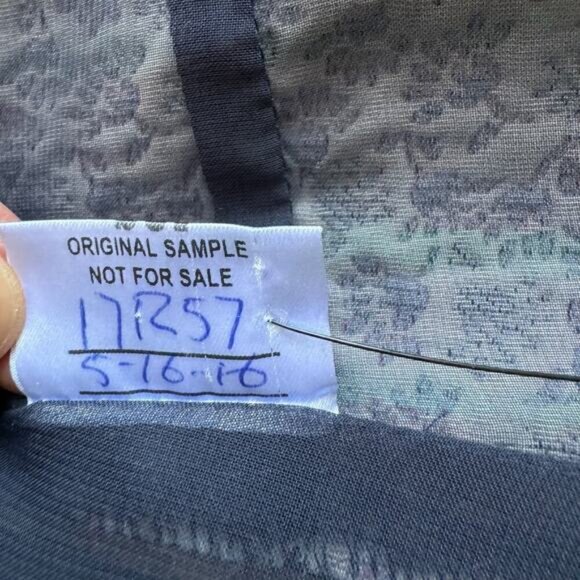 ORIGINAL SAMPLE
NOT FOR SALE
17R57
5-16-16